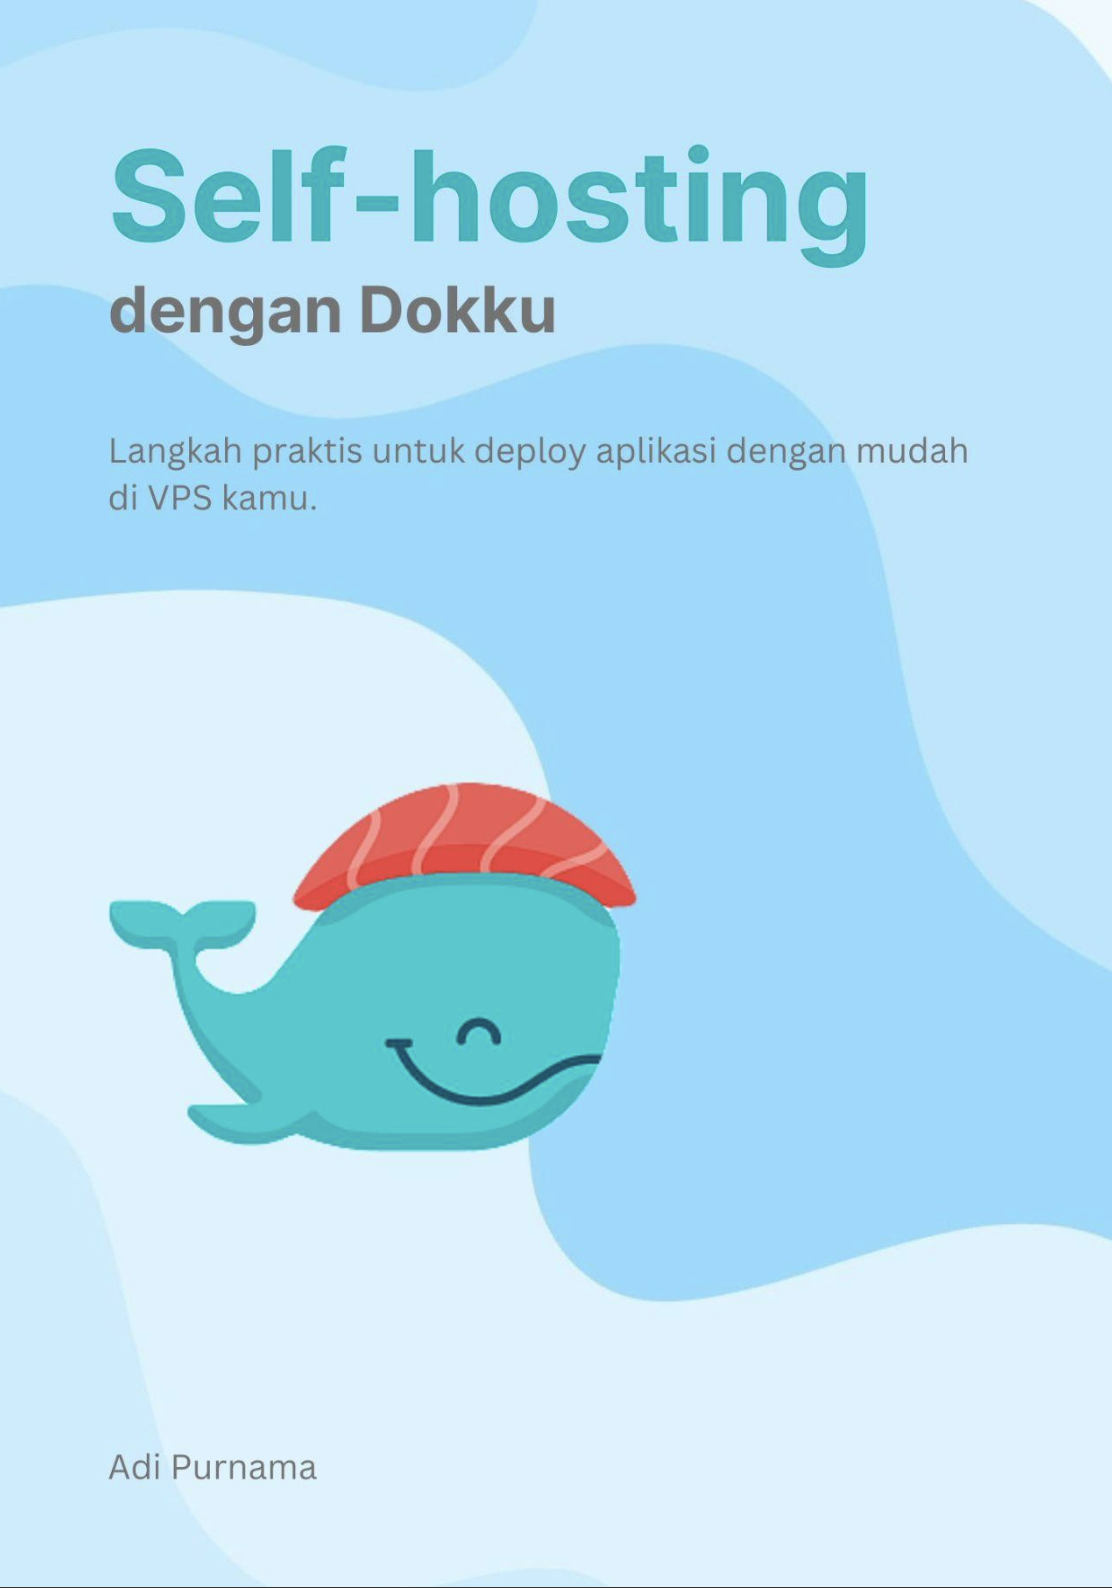 Self-hosting
dengan Dokku
Langkah praktis untuk deploy aplikasi dengan mudah
di VPS kamu.
Adi Purnama